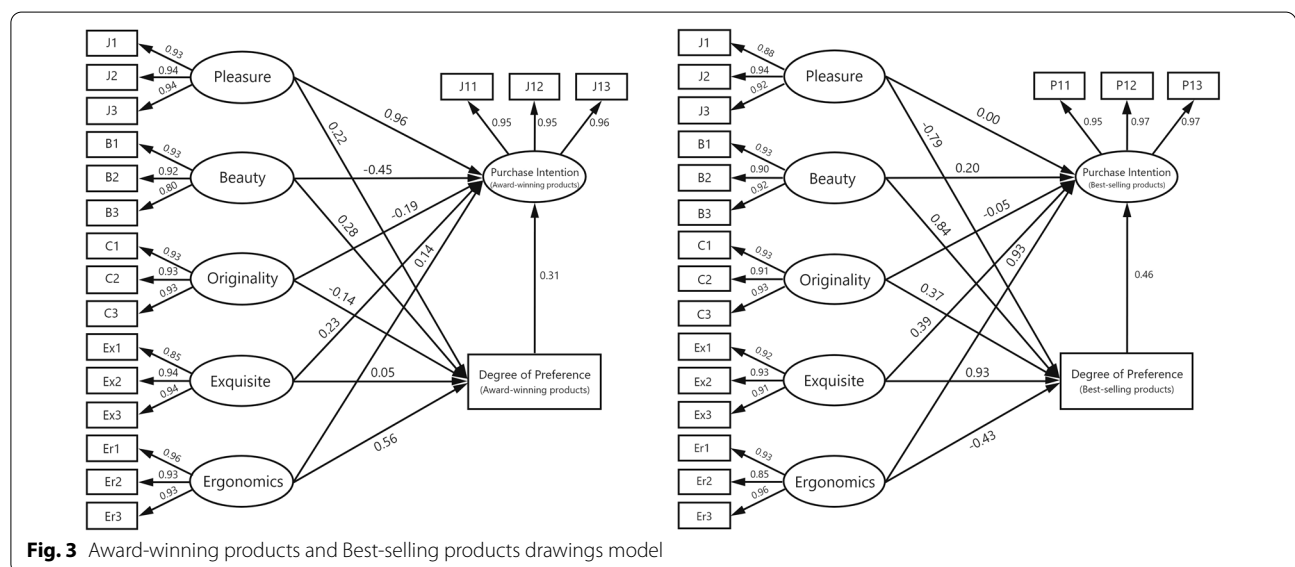 J1
0.93
J2
0.94
J3
0.94
Pleasure
B1
0.93
B2
0.92
B3
0.80
Beauty
C1
0.93
C2
0.93
C3
0.93
Originality
Ex1
0.85
Ex2
0.94
Ex3
0.94
Exquisite
Er1
0.96
Er2
0.93
Er3
0.93
Ergonomics
0.96
0.22
-0.45
0.28
-0.19
-0.14
0.23
0.05
0.14
0.56
J11
J12
J13
0.95
0.95
0.96
Purchase Intention
(Award-winning products)
0.31
Degree of Preference
(Award-winning products)
J1
0.88
J2
0.94
J3
0.92
Pleasure
B1
0.93
B2
0.90
B3
0.92
Beauty
C1
0.93
C2
0.91
C3
0.93
Originality
Ex1
0.92
Ex2
0.93
Ex3
0.91
Exquisite
Er1
0.93
Er2
0.85
Er3
0.96
Ergonomics
0.00
-0.79
0.20
0.84
-0.05
0.37
0.39
0.93
0.93
-0.43
P11
P12
P13
0.95
0.97
0.97
Purchase Intention
(Best-selling products)
0.46
Degree of Preference
(Best-selling products)
Fig. 3 Award-winning products and Best-selling products drawings model